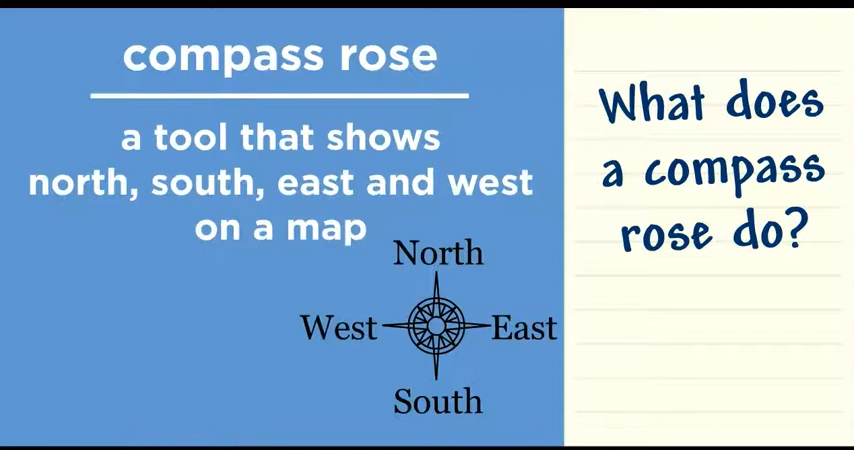 compass rose
a tool that shows
north, south, east and west
on a map
North
West East
South
What does
a compass
rose do?